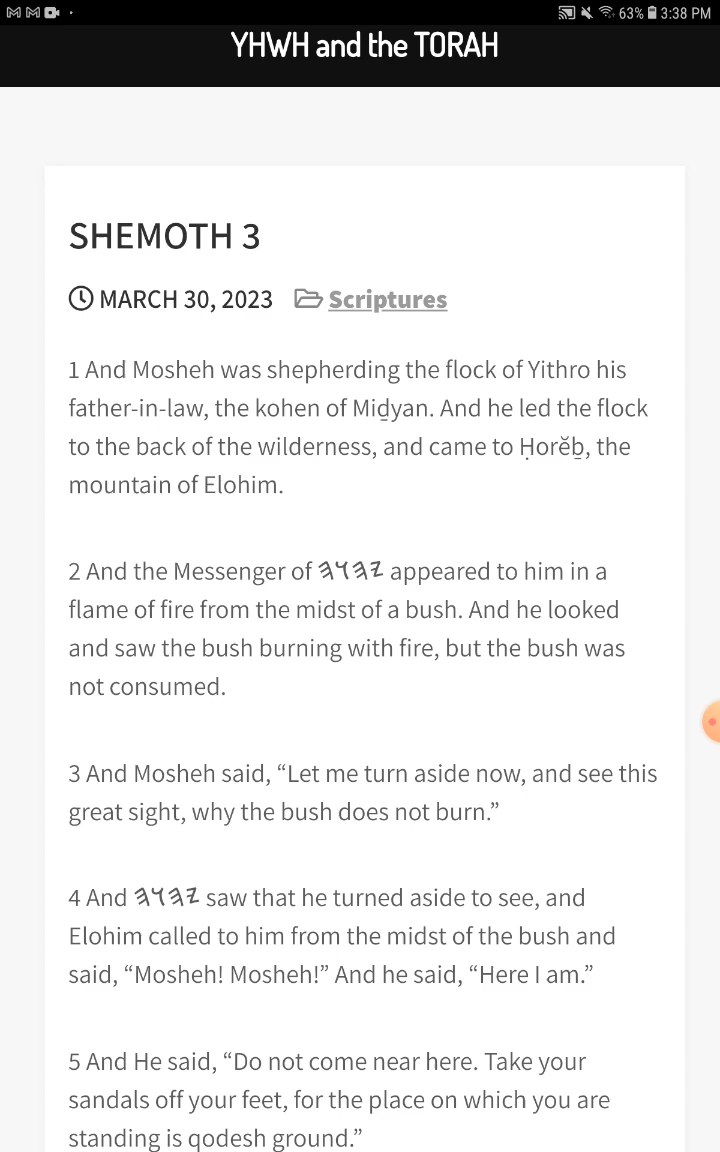 63% 3:38 PM
YHWH and the TORAH
SHEMOTH 3
MARCH 30, 2023 Scriptures
1 And Mosheh was shepherding the flock of Yithro his
father-in-law, the kohen of Miḏyan. And he led the flock
to the back of the wilderness, and came to Ḥorĕḇ, the
mountain of Elohim.
2 And the Messenger of 𐤉𐤄𐤅𐤄 appeared to him in a
flame of fire from the midst of a bush. And he looked
and saw the bush burning with fire, but the bush was
not consumed.
3 And Mosheh said, “Let me turn aside now, and see this
great sight, why the bush does not burn.”
4 And 𐤉𐤄𐤅𐤄 saw that he turned aside to see, and
Elohim called to him from the midst of the bush and
said, “Mosheh! Mosheh!” And he said, “Here I am.”
5 And He said, “Do not come near here. Take your
sandals off your feet, for the place on which you are
standing is qodesh ground.”